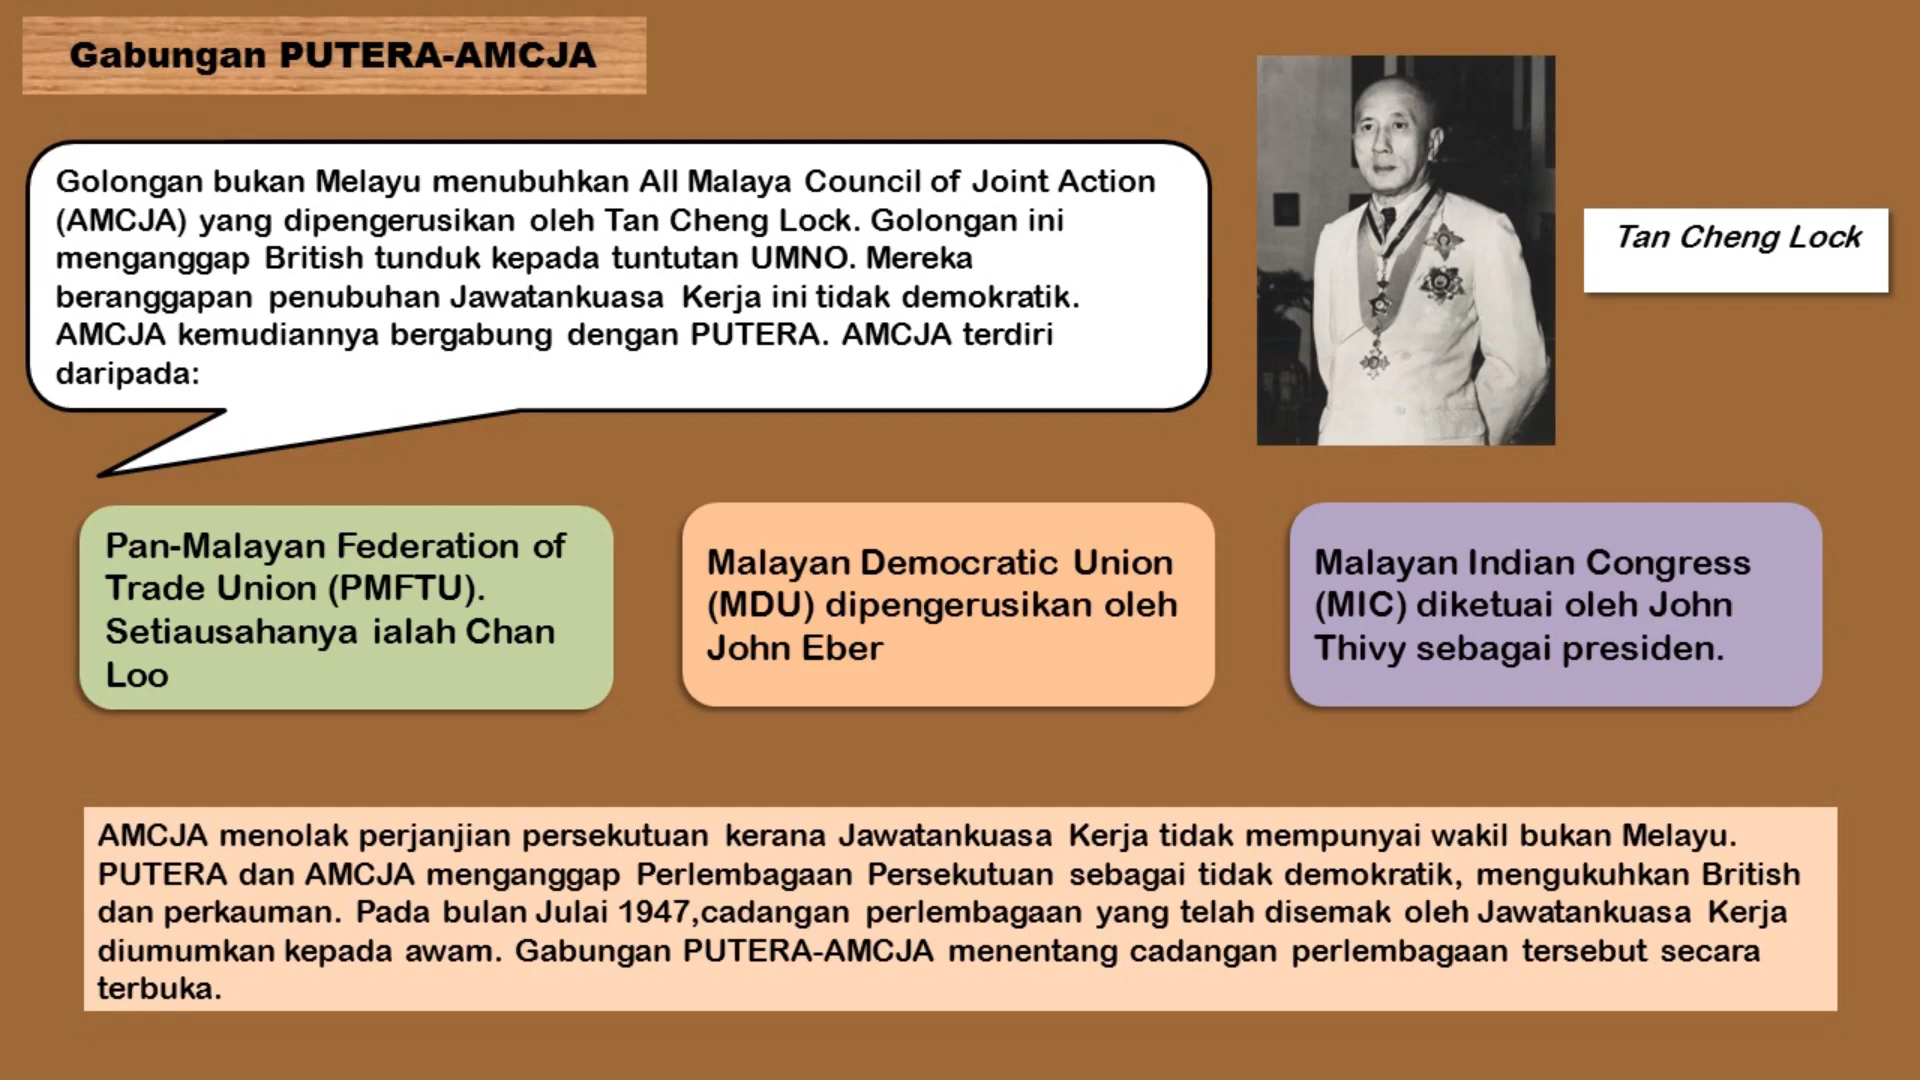 Gabungan PUTERA-AMCJA
Golongan bukan Melayu menubuhkan All Malaya Council of Joint Action
(AMCJA) yang dipengerusikan oleh Tan Cheng Lock. Golongan ini
menganggap British tunduk kepada tuntutan UMNO. Mereka
beranggapan penubuhan Jawatankuasa Kerja ini tidak demokratik.
AMCJA kemudiannya bergabung dengan PUTERA. AMCJA terdiri
daripada:
Tan Cheng Lock
Pan-Malayan Federation of
Trade Union (PMFTU).
Setiausahanya ialah Chan
Loo
Malayan Democratic Union
(MDU) dipengerusikan oleh
John Eber
Malayan Indian Congress
(MIC) diketuai oleh John
Thivy sebagai presiden.
AMCJA menolak perjanjian persekutuan kerana Jawatankuasa Kerja tidak mempunyai wakil bukan Melayu.
PUTERA dan AMCJA menganggap Perlembagaan Persekutuan sebagai tidak demokratik, mengukuhkan British
dan perkauman. Pada bulan Julai 1947,cadangan perlembagaan yang telah disemak oleh Jawatankuasa Kerja
diumumkan kepada awam. Gabungan PUTERA-AMCJA menentang cadangan perlembagaan tersebut secara
terbuka.